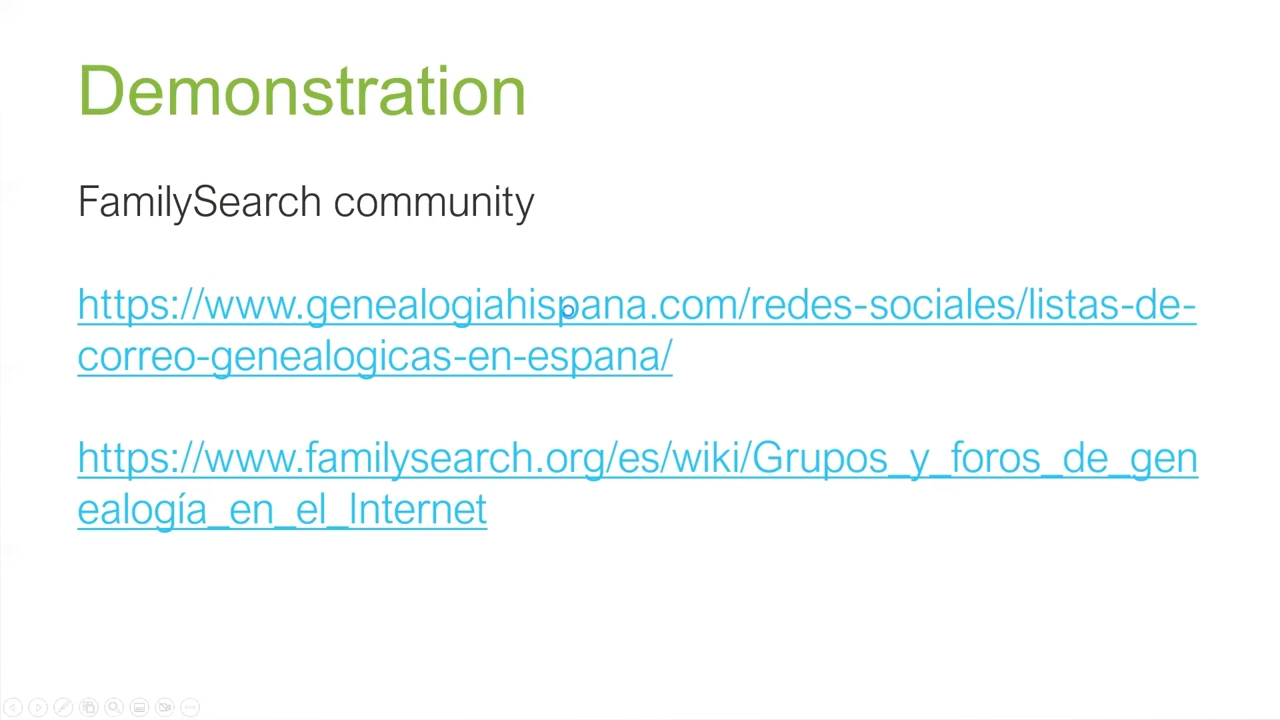 Demonstration
FamilySearch community
https://www.genealogiahispana.com/redes-sociales/listas-de-
correo-genealogicas-en-espana/
https://www.familysearch.org/es/wiki/Grupos_y_foros_de_gen
ealogía_en_el_Internet